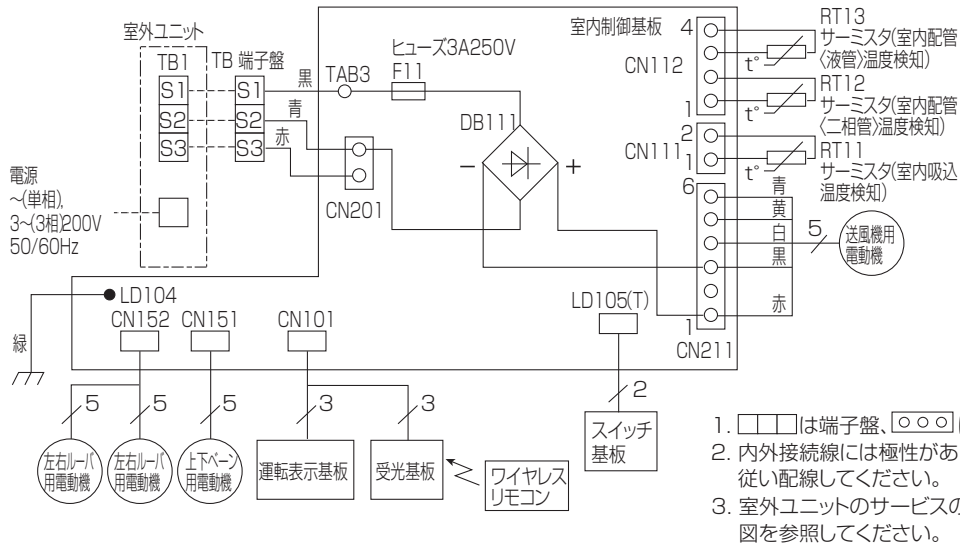 室外ユニット
TB1
TB 端子盤
S1
S2
S3
S1
S2
S3
黒
青
赤
TAB3
ヒューズ3A250V
F11
室内制御基板
DB111
−
+
CN201
電源
~(単相),
3~(3相)200V
50/60Hz
4
CN112
1
2
CN111
1
6
1
CN211
t°
t°
t°
RT13
サーミスタ(室内配管
〈液管〉温度検知)
RT12
サーミスタ(室内配管
〈二相管〉温度検知)
RT11
サーミスタ(室内吸込
温度検知)
青
黄
白
黒
赤
5
送風機用
電動機
LD104
緑
CN152
CN151
CN101
LD105(T)
5
5
5
3
3
2
左右ルーバ
用電動機
左右ルーバ
用電動機
上下ベーン
用電動機
運転表示基板
受光基板
ワイヤレス
リモコン
スイッチ
基板
1. は端子盤、
2. 内外接続線には極性があ
従い配線してください。
3. 室外ユニットのサービスの
図を参照してください。